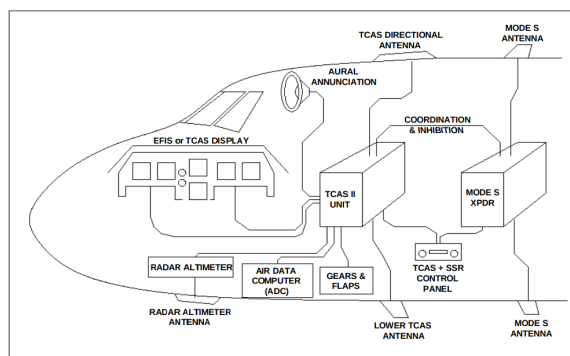 TCAS DIRECTIONAL
ANTENNA
MODE S
ANTENNA
AURAL
ANNUNCIATION
COORDINATION
& INHIBITION
EFIS or TCAS DISPLAY
TCAS II
UNIT
MODE S
XPDR
RADAR ALTIMETER
AIR DATA
COMPUTER
(ADC)
GEARS &
FLAPS
TCAS + SSR
CONTROL
PANEL
RADAR ALTIMETER
ANTENNA
LOWER TCAS
ANTENNA
MODE S
ANTENNA